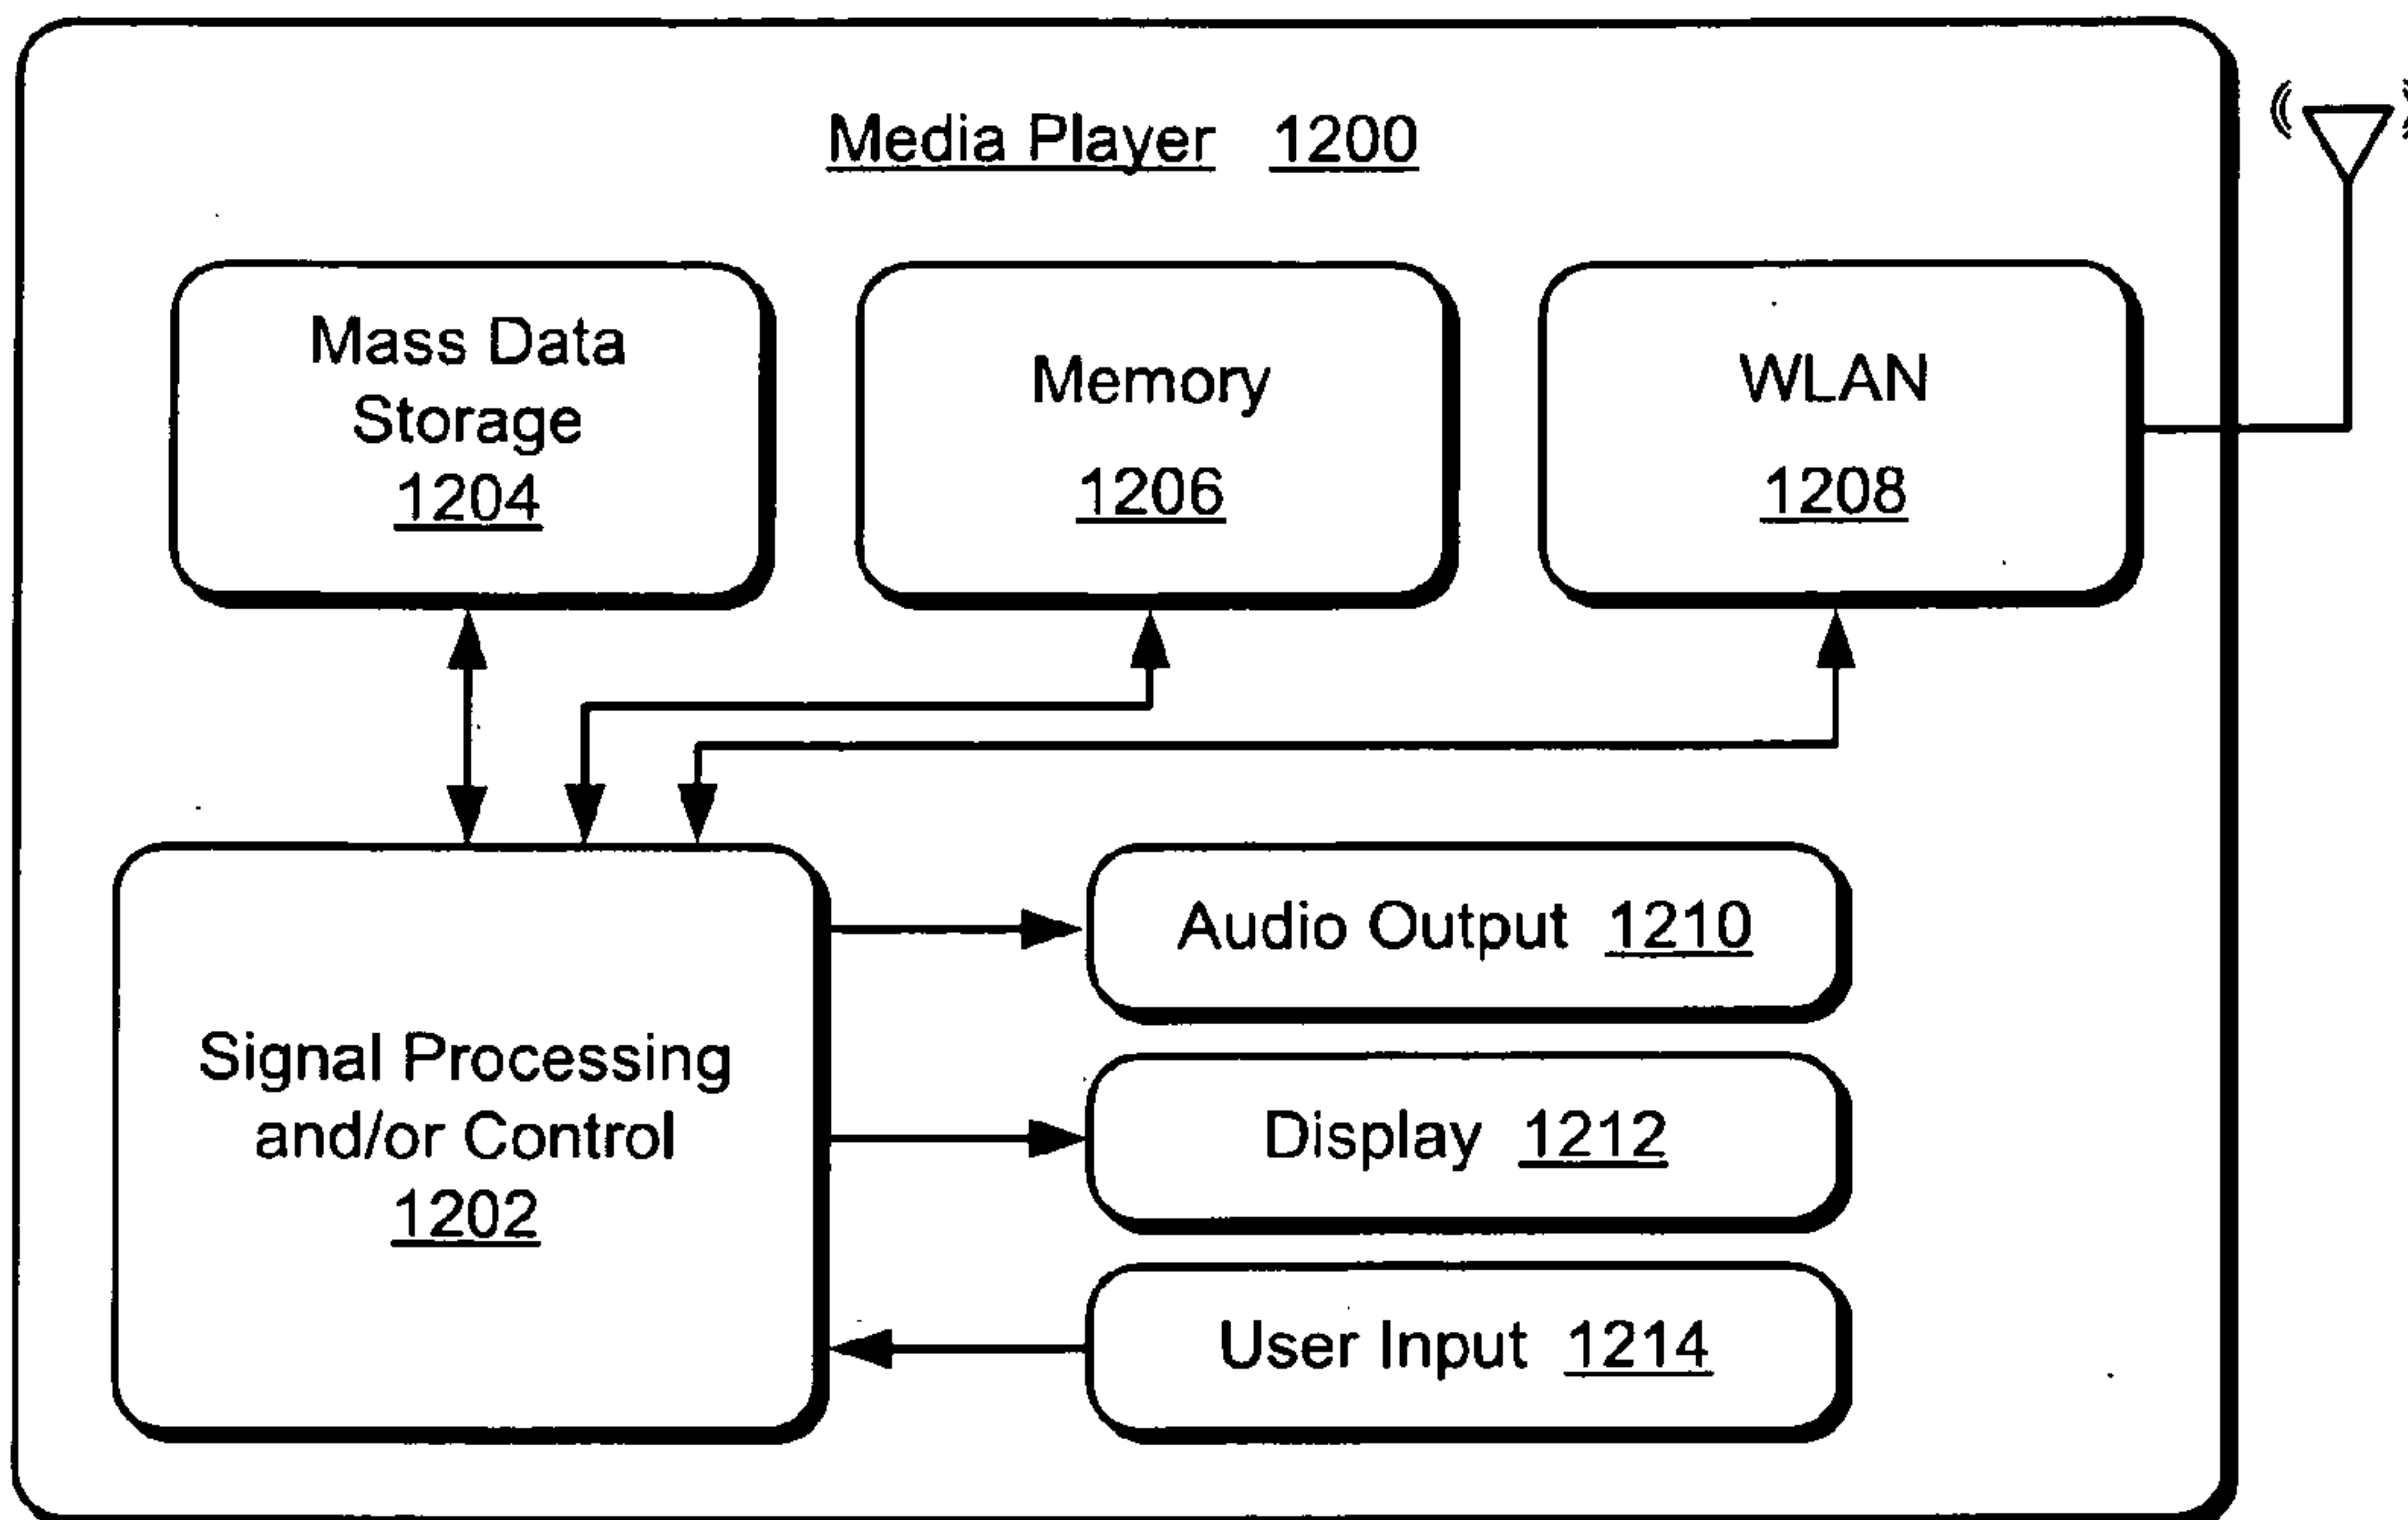 Media Player 1200
Mass Data
Storage
1204
Memory
1206
WLAN
1208
Signal Processing
and/or Control
1202
Audio Output 1210
Display 1212
User Input 1214